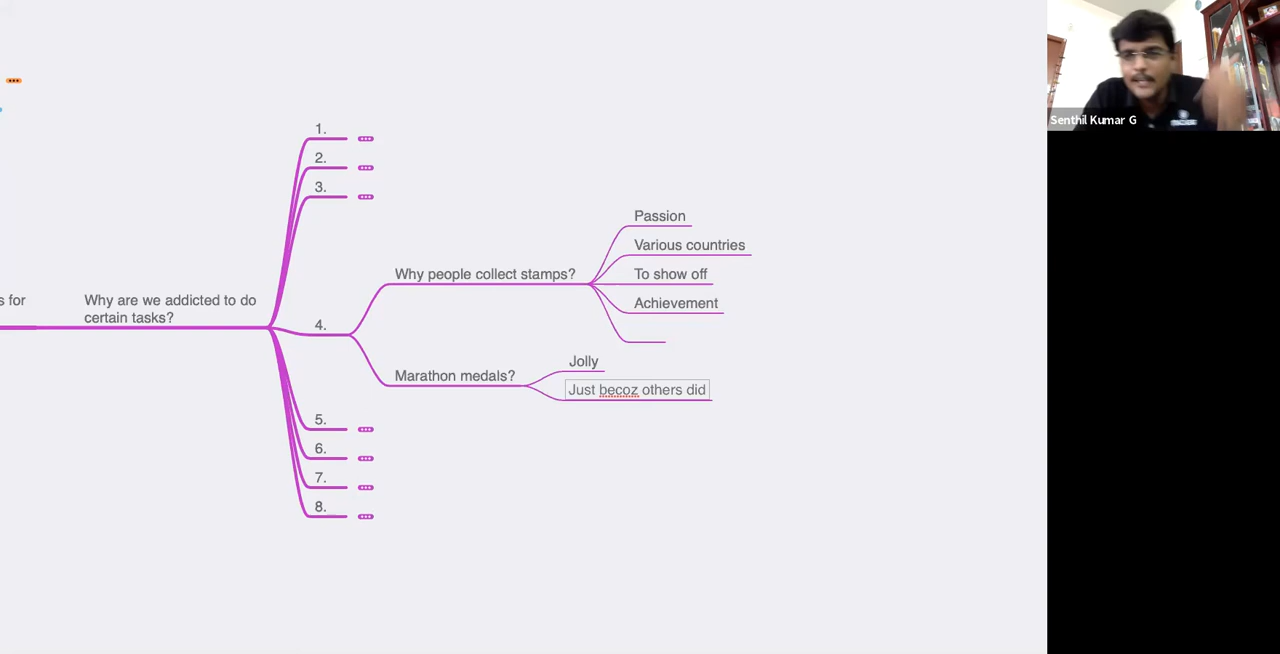 s for
Why are we addicted to do
certain tasks?
1.
2.
3.
4.
Why people collect stamps?
Passion
Various countries
To show off
Achievement
Marathon medals?
Jolly
Just becoz others did
5.
6.
7.
8.
Senthil Kumar G